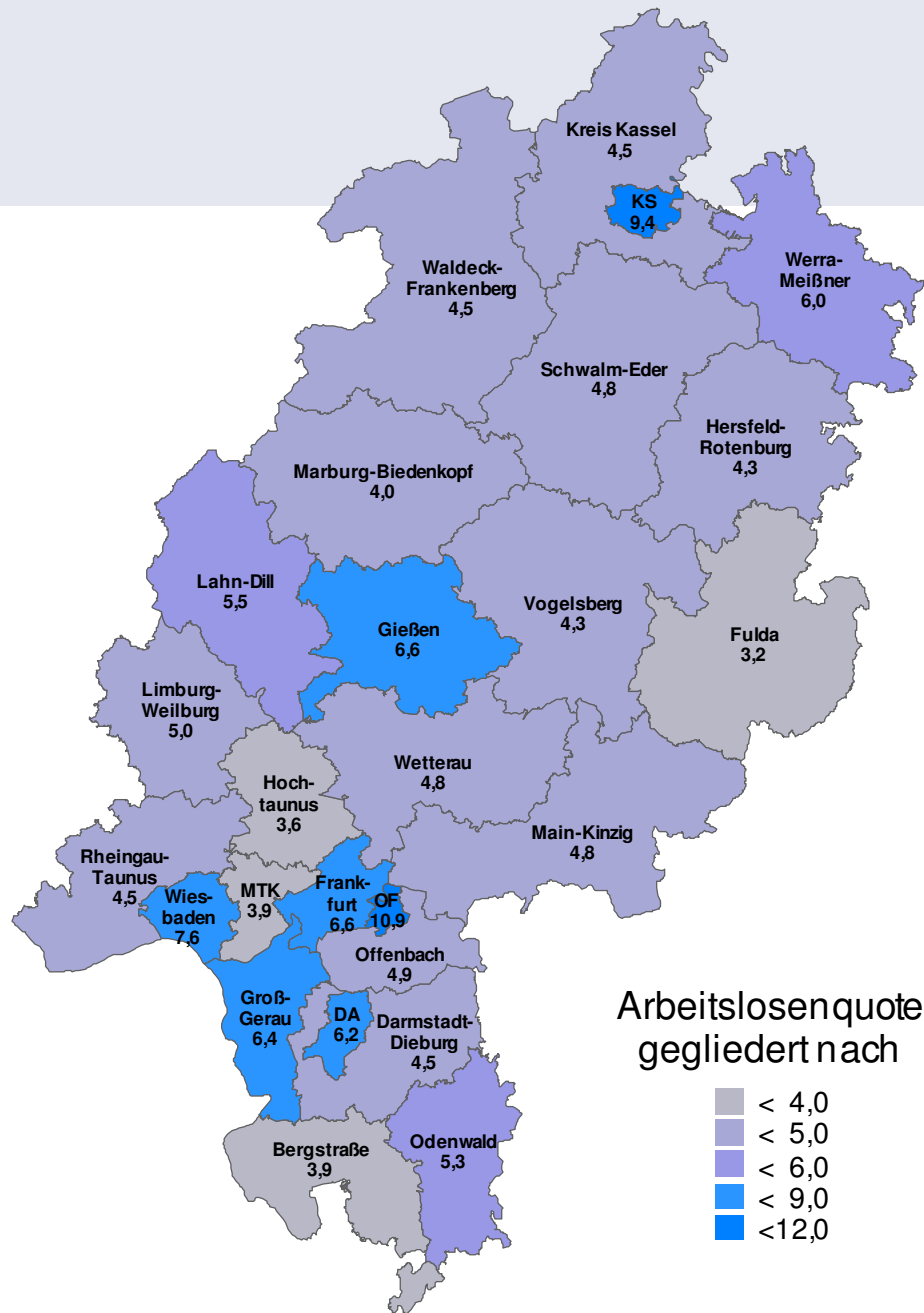 Kreis Kassel
4,5
KS
9,4
Werra-
Meißner
6,0
Waldeck-
Frankenberg
4,5
Schwalm-Eder
4,8
Hersfeld-
Rotenburg
4,3
Marburg-Biedenkopf
4,0
Lahn-Dill
5,5
Gießen
6,6
Vogelsberg
4,3
Fulda
3,2
Limburg-
Weilburg
5,0
Hoch-
taunus
3,6
Wetterau
4,8
Main-Kinzig
4,8
Rheingau-
Taunus
4,5
Wies-
baden
7,6
MTK
3,9
Frank-
furt
6,6
OF
10,9
Offenbach
4,9
Groß-
Gerau
6,4
DA
6,2
Darmstadt-
Dieburg
4,5
Bergstraße
3,9
Odenwald
5,3
Arbeitslosenquote
gegliedert nach
< 4,0
< 5,0
< 6,0
< 9,0
<12,0